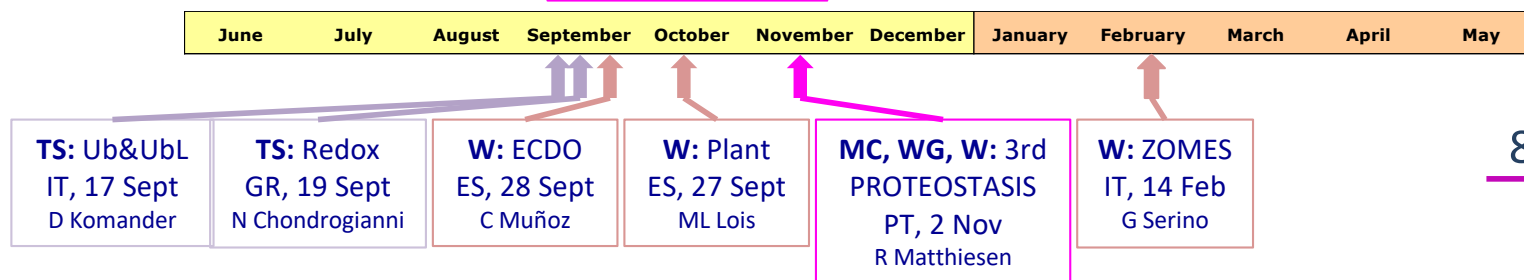 June July August September October November December January February March April May
TS: Ub&UbL
IT, 17 Sept
D Komander
TS: Redox
GR, 19 Sept
N Chondrogianni
W: ECDO
ES, 28 Sept
C Muñoz
W: Plant
ES, 27 Sept
ML Lois
MC, WG, W: 3rd
PROTEOSTASIS
PT, 2 Nov
R Matthiesen
W: ZOMES
IT, 14 Feb
G Serino
8